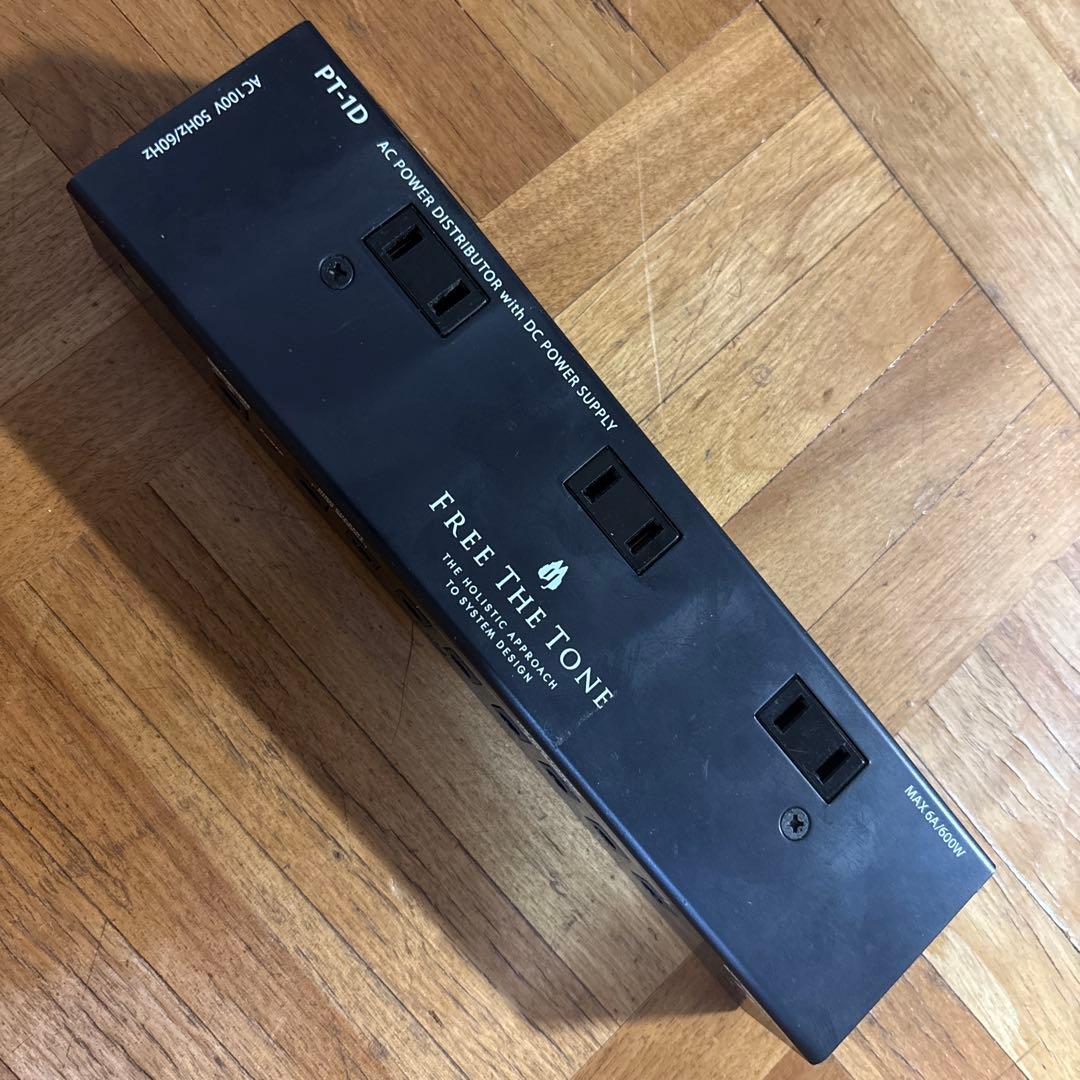 PT-1D
AC POWER DISTRIBUTOR with DC POWER SUPPLY
AC 100V 50Hz/60Hz
FREE THE TONE
THE HOLISTIC APPROACH
TO SYSTEM DESIGN
MAX 6A/600W